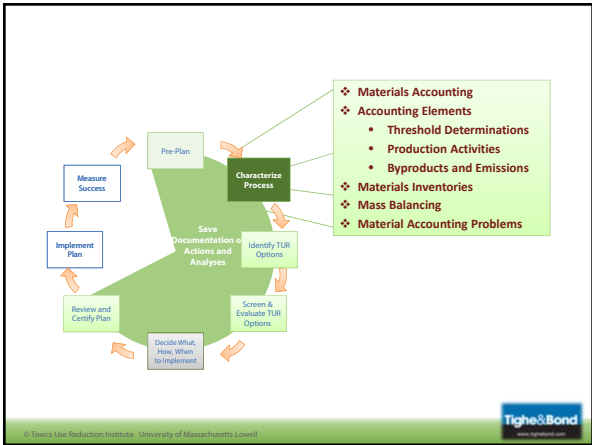 ❖ Materials Accounting
❖ Accounting Elements
• Threshold Determinations
• Production Activities
• Byproducts and Emissions
❖ Materials Inventories
❖ Mass Balancing
❖ Material Accounting Problems
Pre-Plan
Characterize
Process
Identify TUR
Options
Screen &
Evaluate TUR
Options
Decide What,
How, When
to Implement
Review and
Certify Plan
Implement
Plan
Measure
Success
Save
Documentation o
Actions and
Analyses
© Toxics Use Reduction Institute University of Massachusetts Lowell
Tighe&Bond
www.tighebond.com